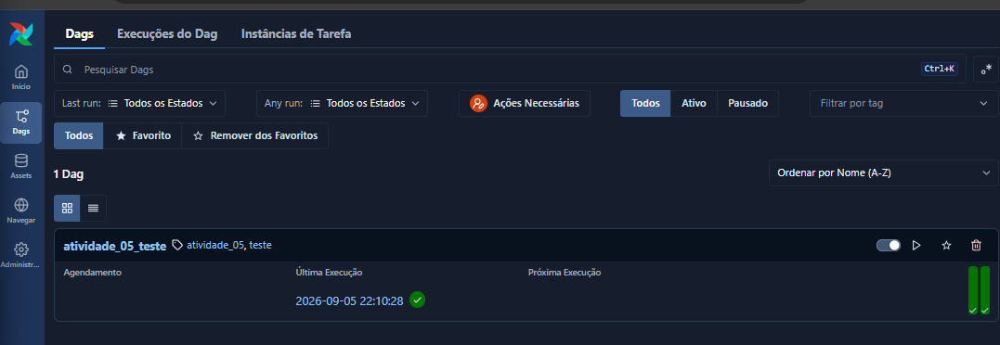 Dags Execuções do Dag Instâncias de Tarefa
Pesquisar Dags Ctrl+K
Início
Last run: Todos os Estados Any run: Todos os Estados Ações Necessárias Todos Ativo Pausado Filtrar por tag
Dags
Todos Favorito Remover dos Favoritos
Assets
1 Dag Ordenar por Nome (A-Z)
Navegar
atividade_05_teste atividade_05, teste
Administr...
Agendamento Última Execução Próxima Execução
2026-09-05 22:10:28